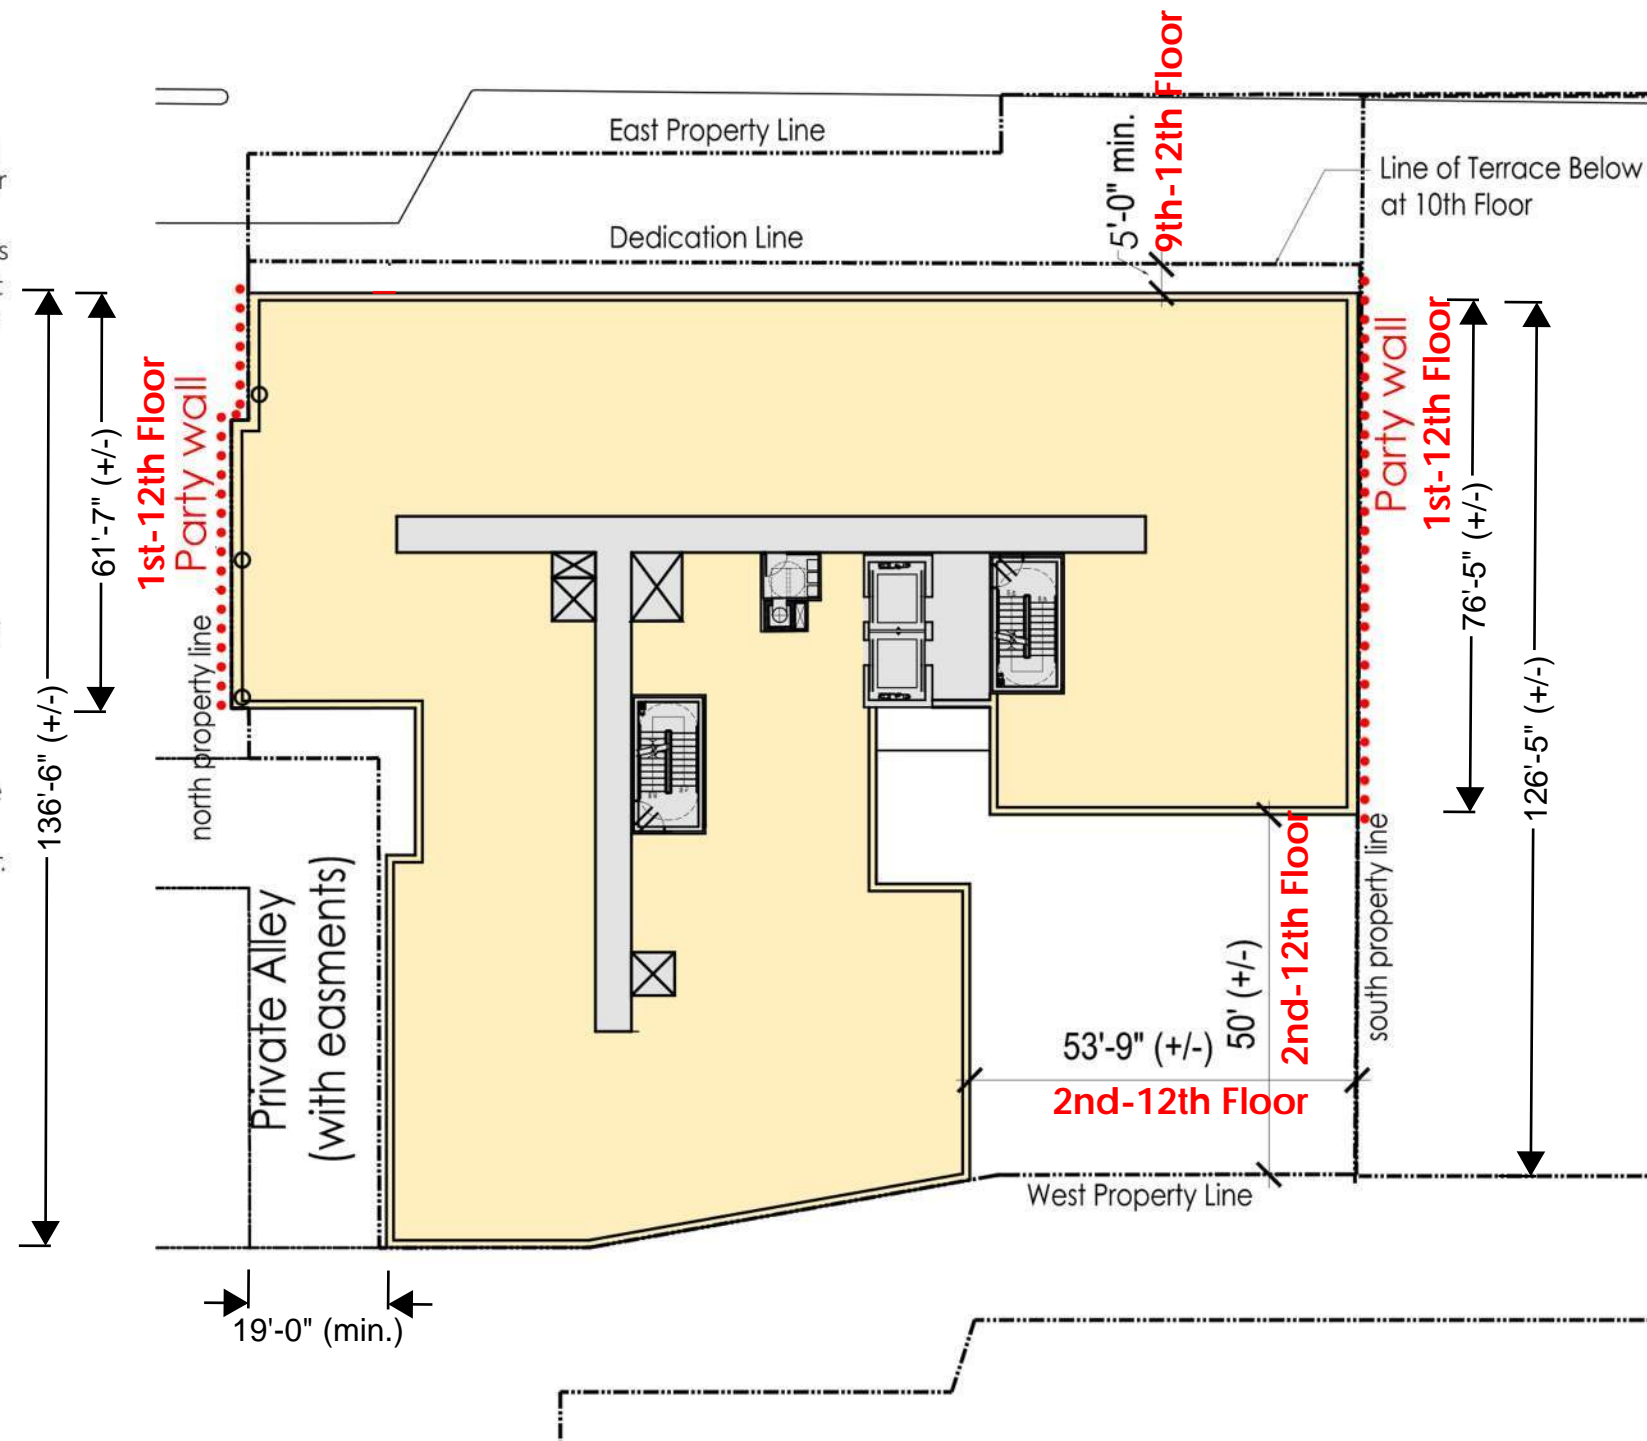 9th-12th Floor
5'-0" min.
East Property Line
Line of Terrace Below
at 10th Floor
Dedication Line
r
s
136'-6" (+/-)
61'-7" (+/-)
1st-12th Floor
Party wall
north property line
Party wall
1st-12th Floor
76'-5" (+/-)
126'-5" (+/-)
Private Alley
(with easments)
50' (+/-)
2nd-12th Floor
south property line
53'-9" (+/-)
2nd-12th Floor
West Property Line
19'-0" (min.)